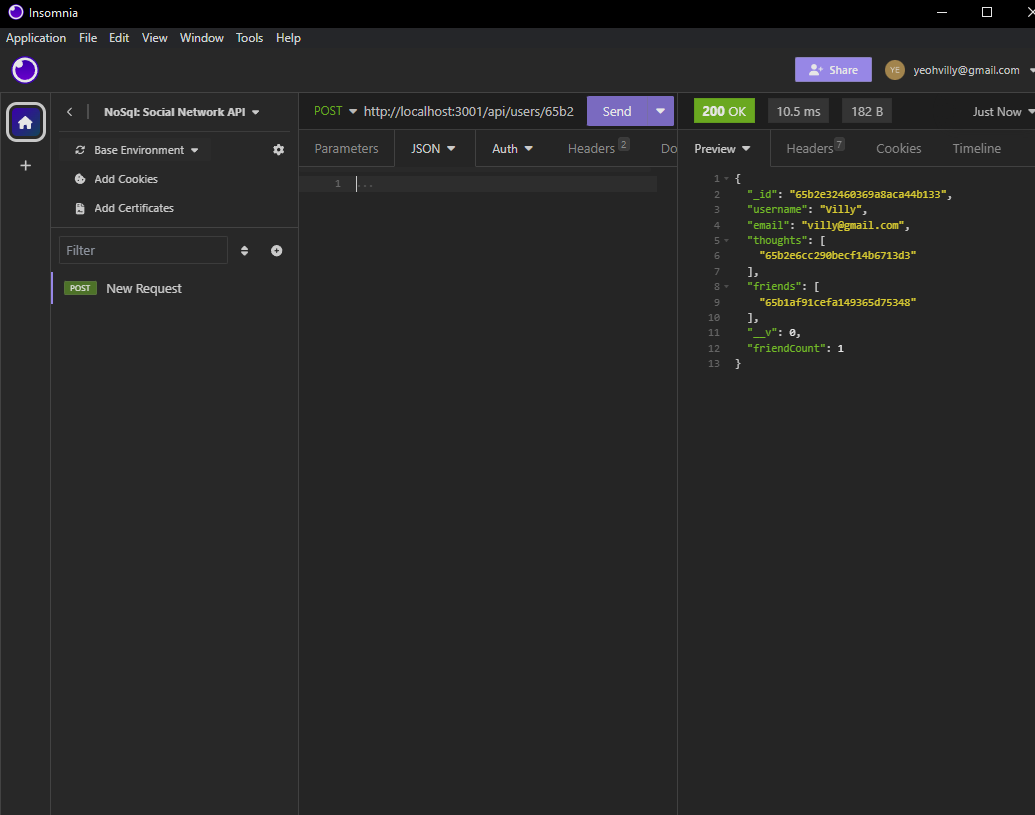 Insomnia
Application File Edit View Window Tools Help
Share YE yeohvilly@gmail.com
NoSql: Social Network API
Base Environment
Add Cookies
Add Certificates
Filter
POST New Request
POST http://localhost:3001/api/users/65b2 Send
Parameters JSON Auth Headers 2 Do
1 ...
200 OK 10.5 ms 182 B Just Now
Preview Headers 7 Cookies Timeline
1 {
2 "_id": "65b2e32460369a8aca44b133",
3 "username": "Villy",
4 "email": "villy@gmail.com",
5 "thoughts": [
6 "65b2e6cc290becf14b6713d3"
7 ],
8 "friends": [
9 "65b1af91cefa149365d75348"
10 ],
11 "__v": 0,
12 "friendCount": 1
13 }